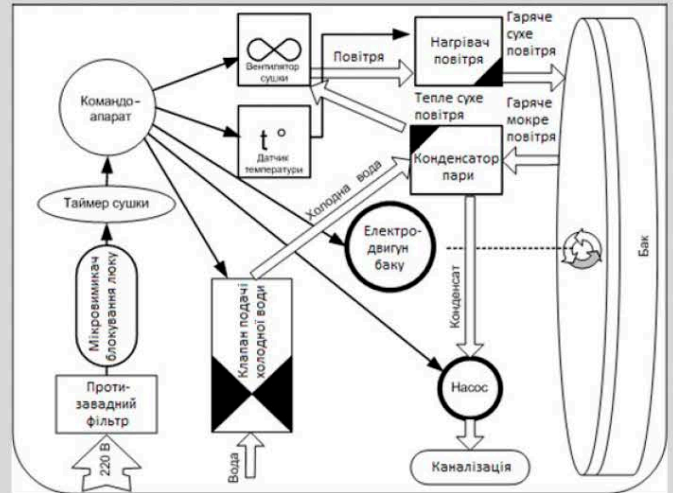 Вентилятор
сушки
Повітря
Нагрівач
повітря
Гаряче
сухе
повітря
Командо-
апарат
t °
Датчик
температури
Тепле сухе
повітря
Гаряче
мокре
повітря
Конденсатор
пари
Холодна вода
Таймер сушки
Електро-
двигун
баку
Бак
Мікровимикач
блокування люку
Клапан подачі
холодної води
Конденсат
Проти-
завадний
фільтр
Насос
220 В
Вода
Каналізація